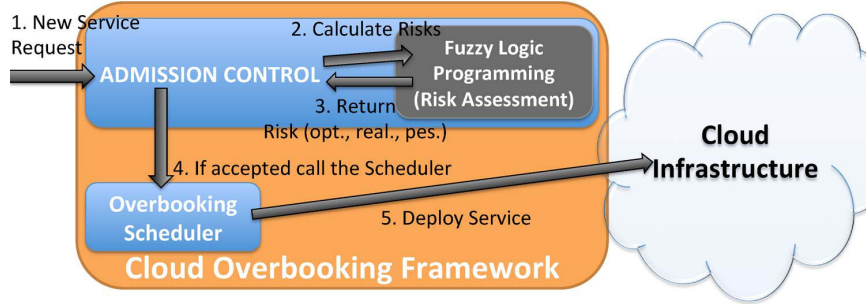 1. New Service
Request
2. Calculate Risks
ADMISSION CONTROL
Fuzzy Logic
Programming
(Risk Assessment)
3. Return
Risk (opt., real., pes.)
4. If accepted call the Scheduler
Cloud
Infrastructure
Overbooking
Scheduler
5. Deploy Service
Cloud Overbooking Framework